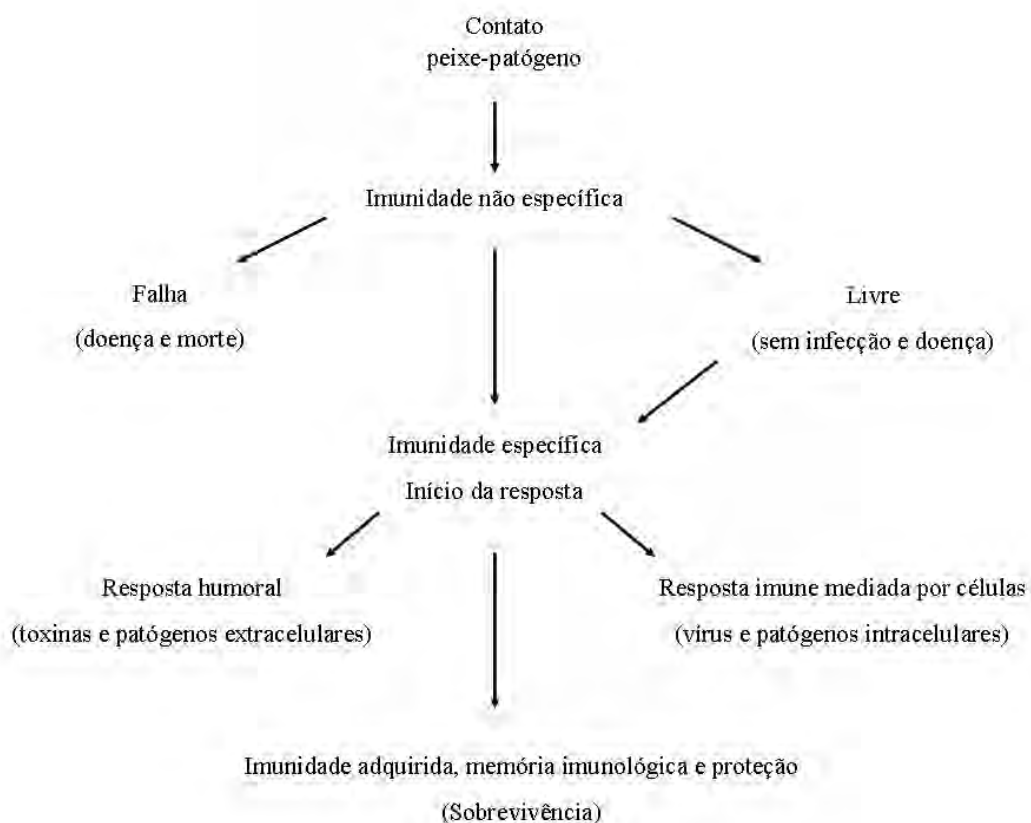 Contato
peixe-patógeno
Imunidade não específica
Falha
(doença e morte)
Livre
(sem infecção e doença)
Imunidade específica
Início da resposta
Resposta humoral
(toxinas e patógenos extracelulares)
Resposta imune mediada por células
(vírus e patógenos intracelulares)
Imunidade adquirida, memória imunológica e proteção
(Sobrevivência)